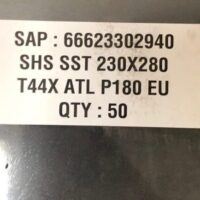 SAP : 66623302940
SHS SST 230X280
T44X ATL P180 EU
QTY : 50